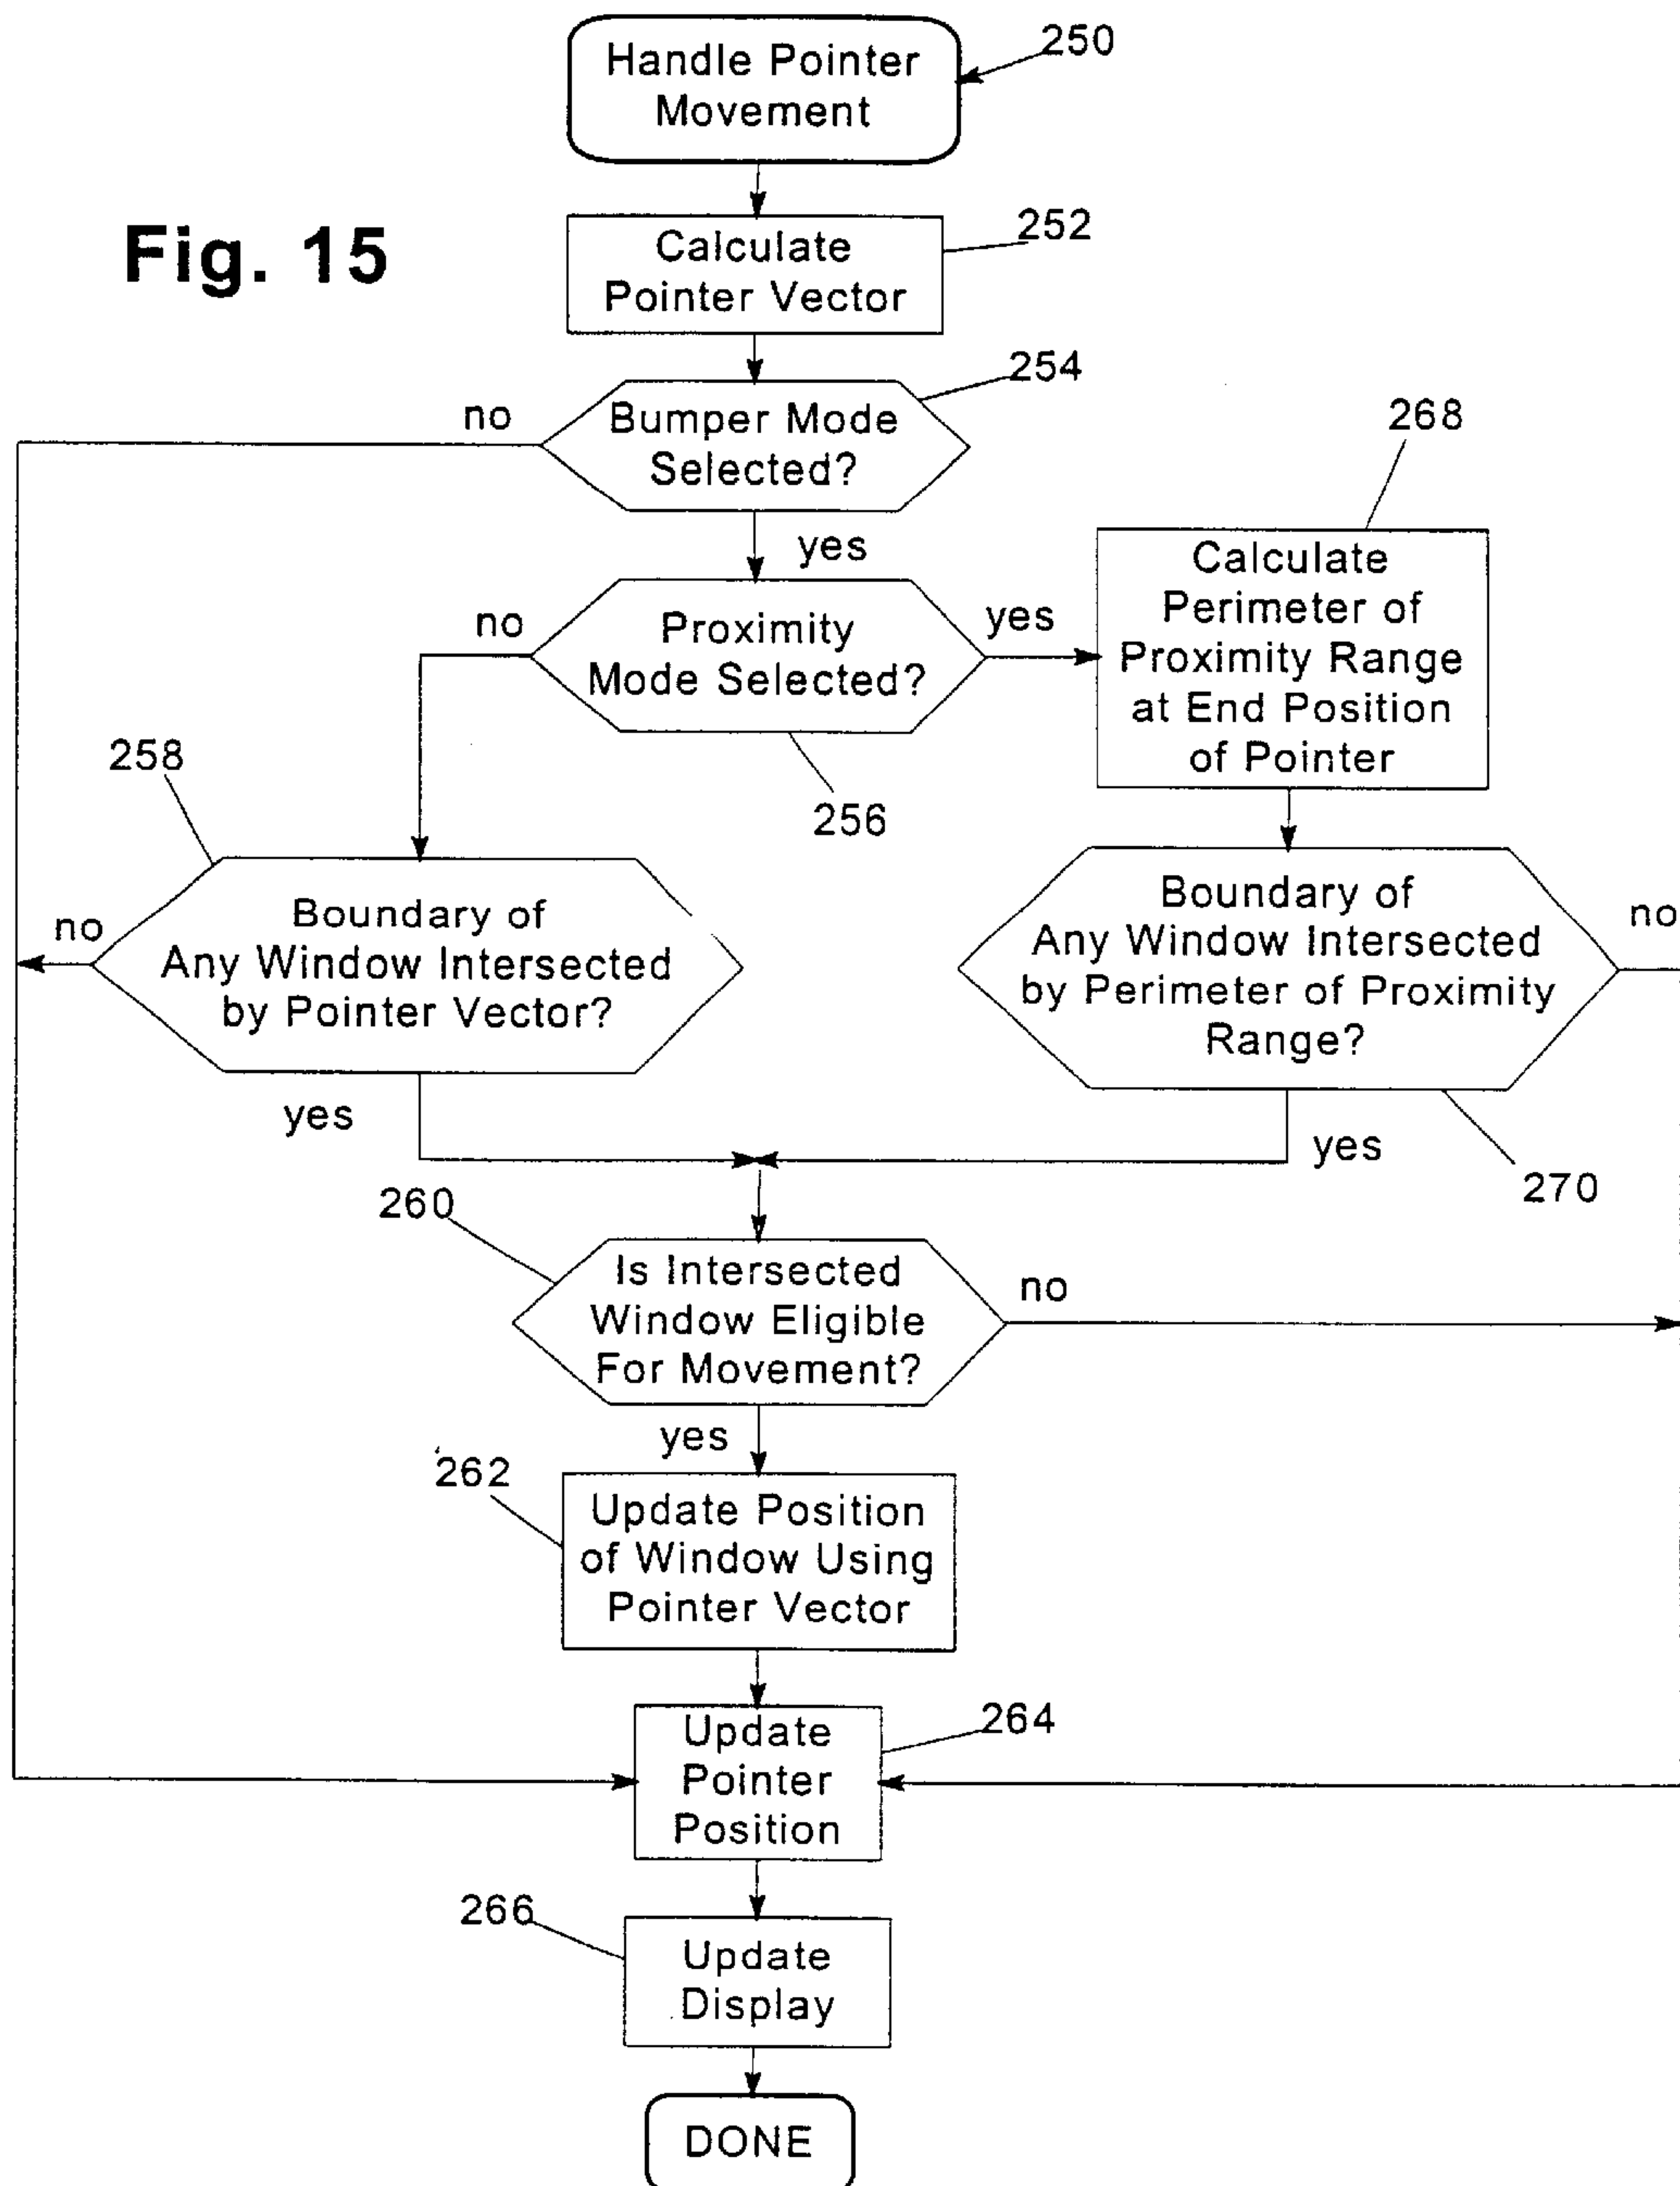 Handle Pointer
Movement
250
Fig. 15
252
Calculate
Pointer Vector
254
no
Bumper Mode
Selected?
268
yes
Calculate
Perimeter of
Proximity Range
at End Position
of Pointer
no
Proximity
Mode Selected?
yes
256
258
no
Boundary of
Any Window Intersected
by Pointer Vector?
Boundary of
Any Window Intersected
by Perimeter of Proximity
Range?
no
yes
yes
270
260
Is Intersected
Window Eligible
For Movement?
no
yes
262
Update Position
of Window Using
Pointer Vector
264
Update
Pointer
Position
266
Update
Display
DONE